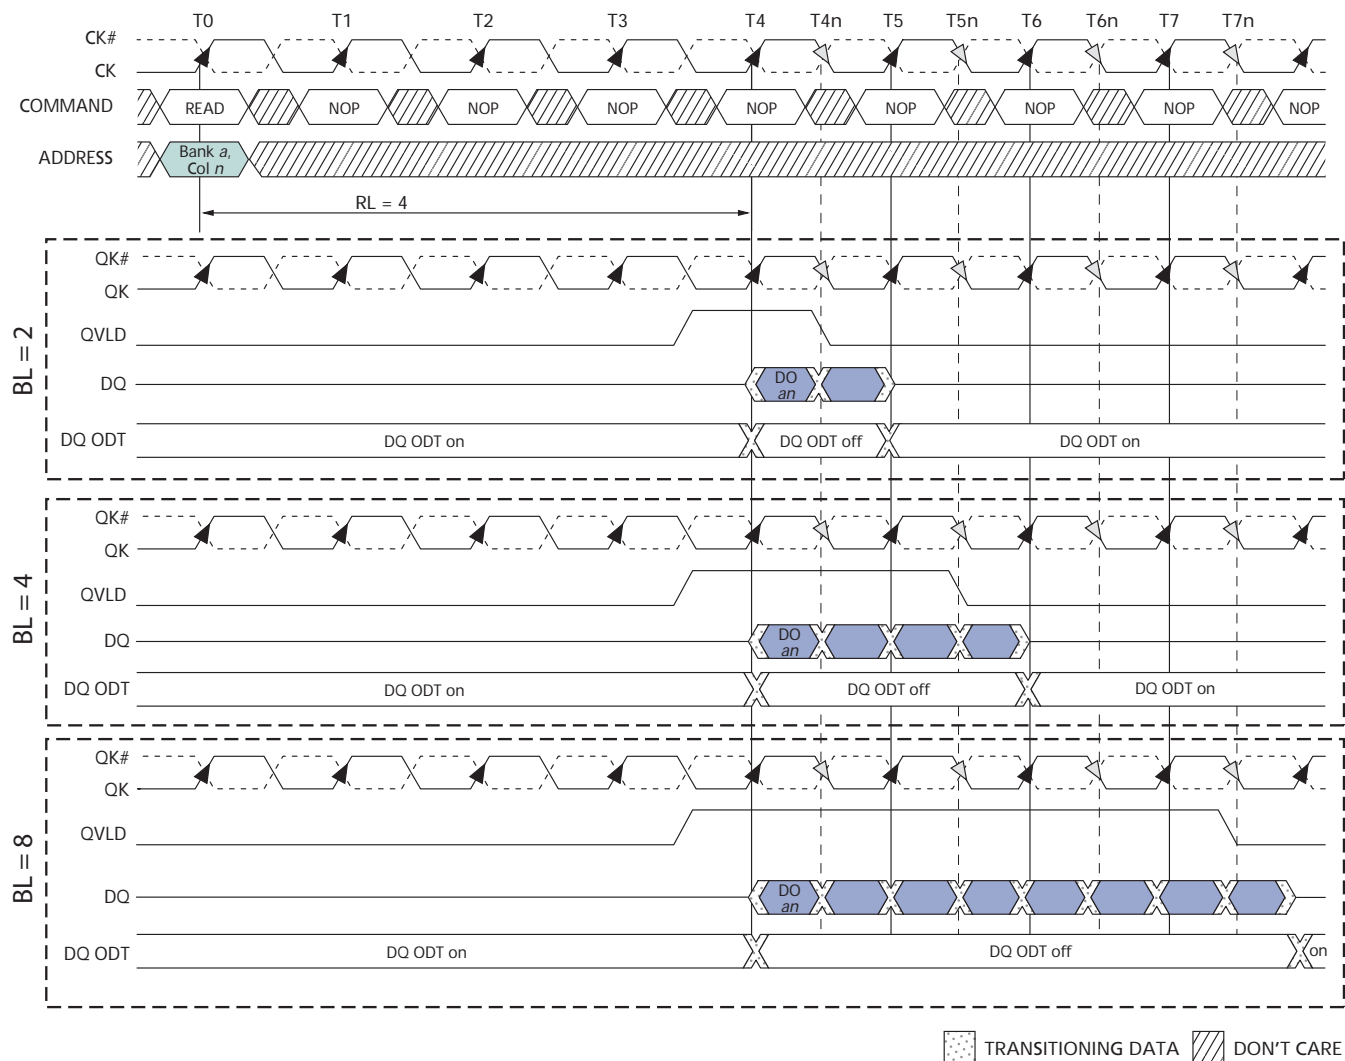 T0 T1 T2 T3 T4 T4n T5 T5n T6 T6n T7 T7n
CK#
CK
COMMAND READ NOP NOP NOP NOP NOP NOP NOP NOP
ADDRESS Bank a,
Col n
RL = 4
BL = 2
QK#
QK
QVLD
DQ DO
an
DQ ODT DQ ODT on DQ ODT off DQ ODT on
BL = 4
QK#
QK
QVLD
DQ DO
an
DQ ODT DQ ODT on DQ ODT off DQ ODT on
BL = 8
QK#
QK
QVLD
DQ DO
an
DQ ODT DQ ODT on DQ ODT off on
TRANSITIONING DATA DON'T CARE